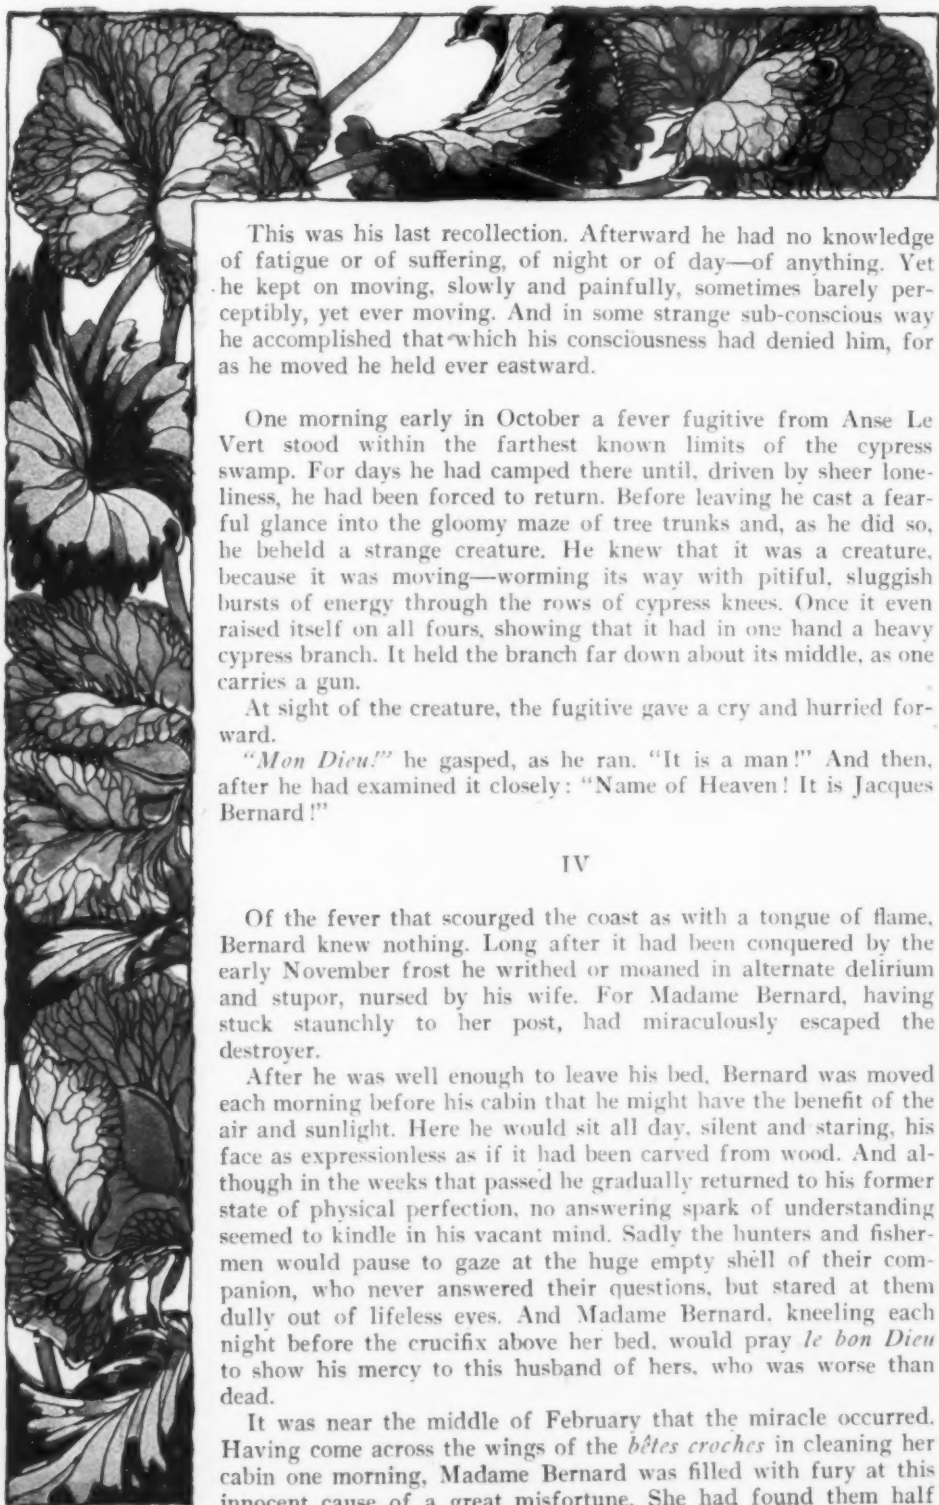 This was his last recollection. Afterward he had no knowledge
of fatigue or of suffering, of night or of day—of anything. Yet
he kept on moving, slowly and painfully, sometimes barely per-
ceptibly, yet ever moving. And in some strange sub-conscious way
he accomplished that which his consciousness had denied him, for
as he moved he held ever eastward.
One morning early in October a fever fugitive from Anse Le
Vert stood within the farthest known limits of the cypress
swamp. For days he had camped there until, driven by sheer lone-
liness, he had been forced to return. Before leaving he cast a fear-
ful glance into the gloomy maze of tree trunks and, as he did so,
he beheld a strange creature. He knew that it was a creature,
because it was moving—worming its way with pitiful, sluggish
bursts of energy through the rows of cypress knees. Once it even
raised itself on all fours, showing that it had in one hand a heavy
cypress branch. It held the branch far down about its middle, as one
carries a gun.
At sight of the creature, the fugitive gave a cry and hurried for-
ward.
"Mon Dieu!" he gasped, as he ran. "It is a man!" And then,
after he had examined it closely: "Name of Heaven! It is Jacques
Bernard!"
IV
Of the fever that scourged the coast as with a tongue of flame,
Bernard knew nothing. Long after it had been conquered by the
early November frost he writhed or moaned in alternate delirium
and stupor, nursed by his wife. For Madame Bernard, having
stuck staunchly to her post, had miraculously escaped the
destroyer.
After he was well enough to leave his bed, Bernard was moved
each morning before his cabin that he might have the benefit of the
air and sunlight. Here he would sit all day, silent and staring, his
face as expressionless as if it had been carved from wood. And al-
though in the weeks that passed he gradually returned to his former
state of physical perfection, no answering spark of understanding
seemed to kindle in his vacant mind. Sadly the hunters and fisher-
men would pause to gaze at the huge empty shell of their com-
panion, who never answered their questions, but stared at them
dully out of lifeless eyes. And Madame Bernard, kneeling each
night before the crucifix above her bed, would pray le bon Dieu
to show his mercy to this husband of hers, who was worse than
dead.
It was near the middle of February that the miracle occurred.
Having come across the wings of the bêtes croches in cleaning her
cabin one morning, Madame Bernard was filled with fury at this
innocent cause of a great misfortune. She had found them half